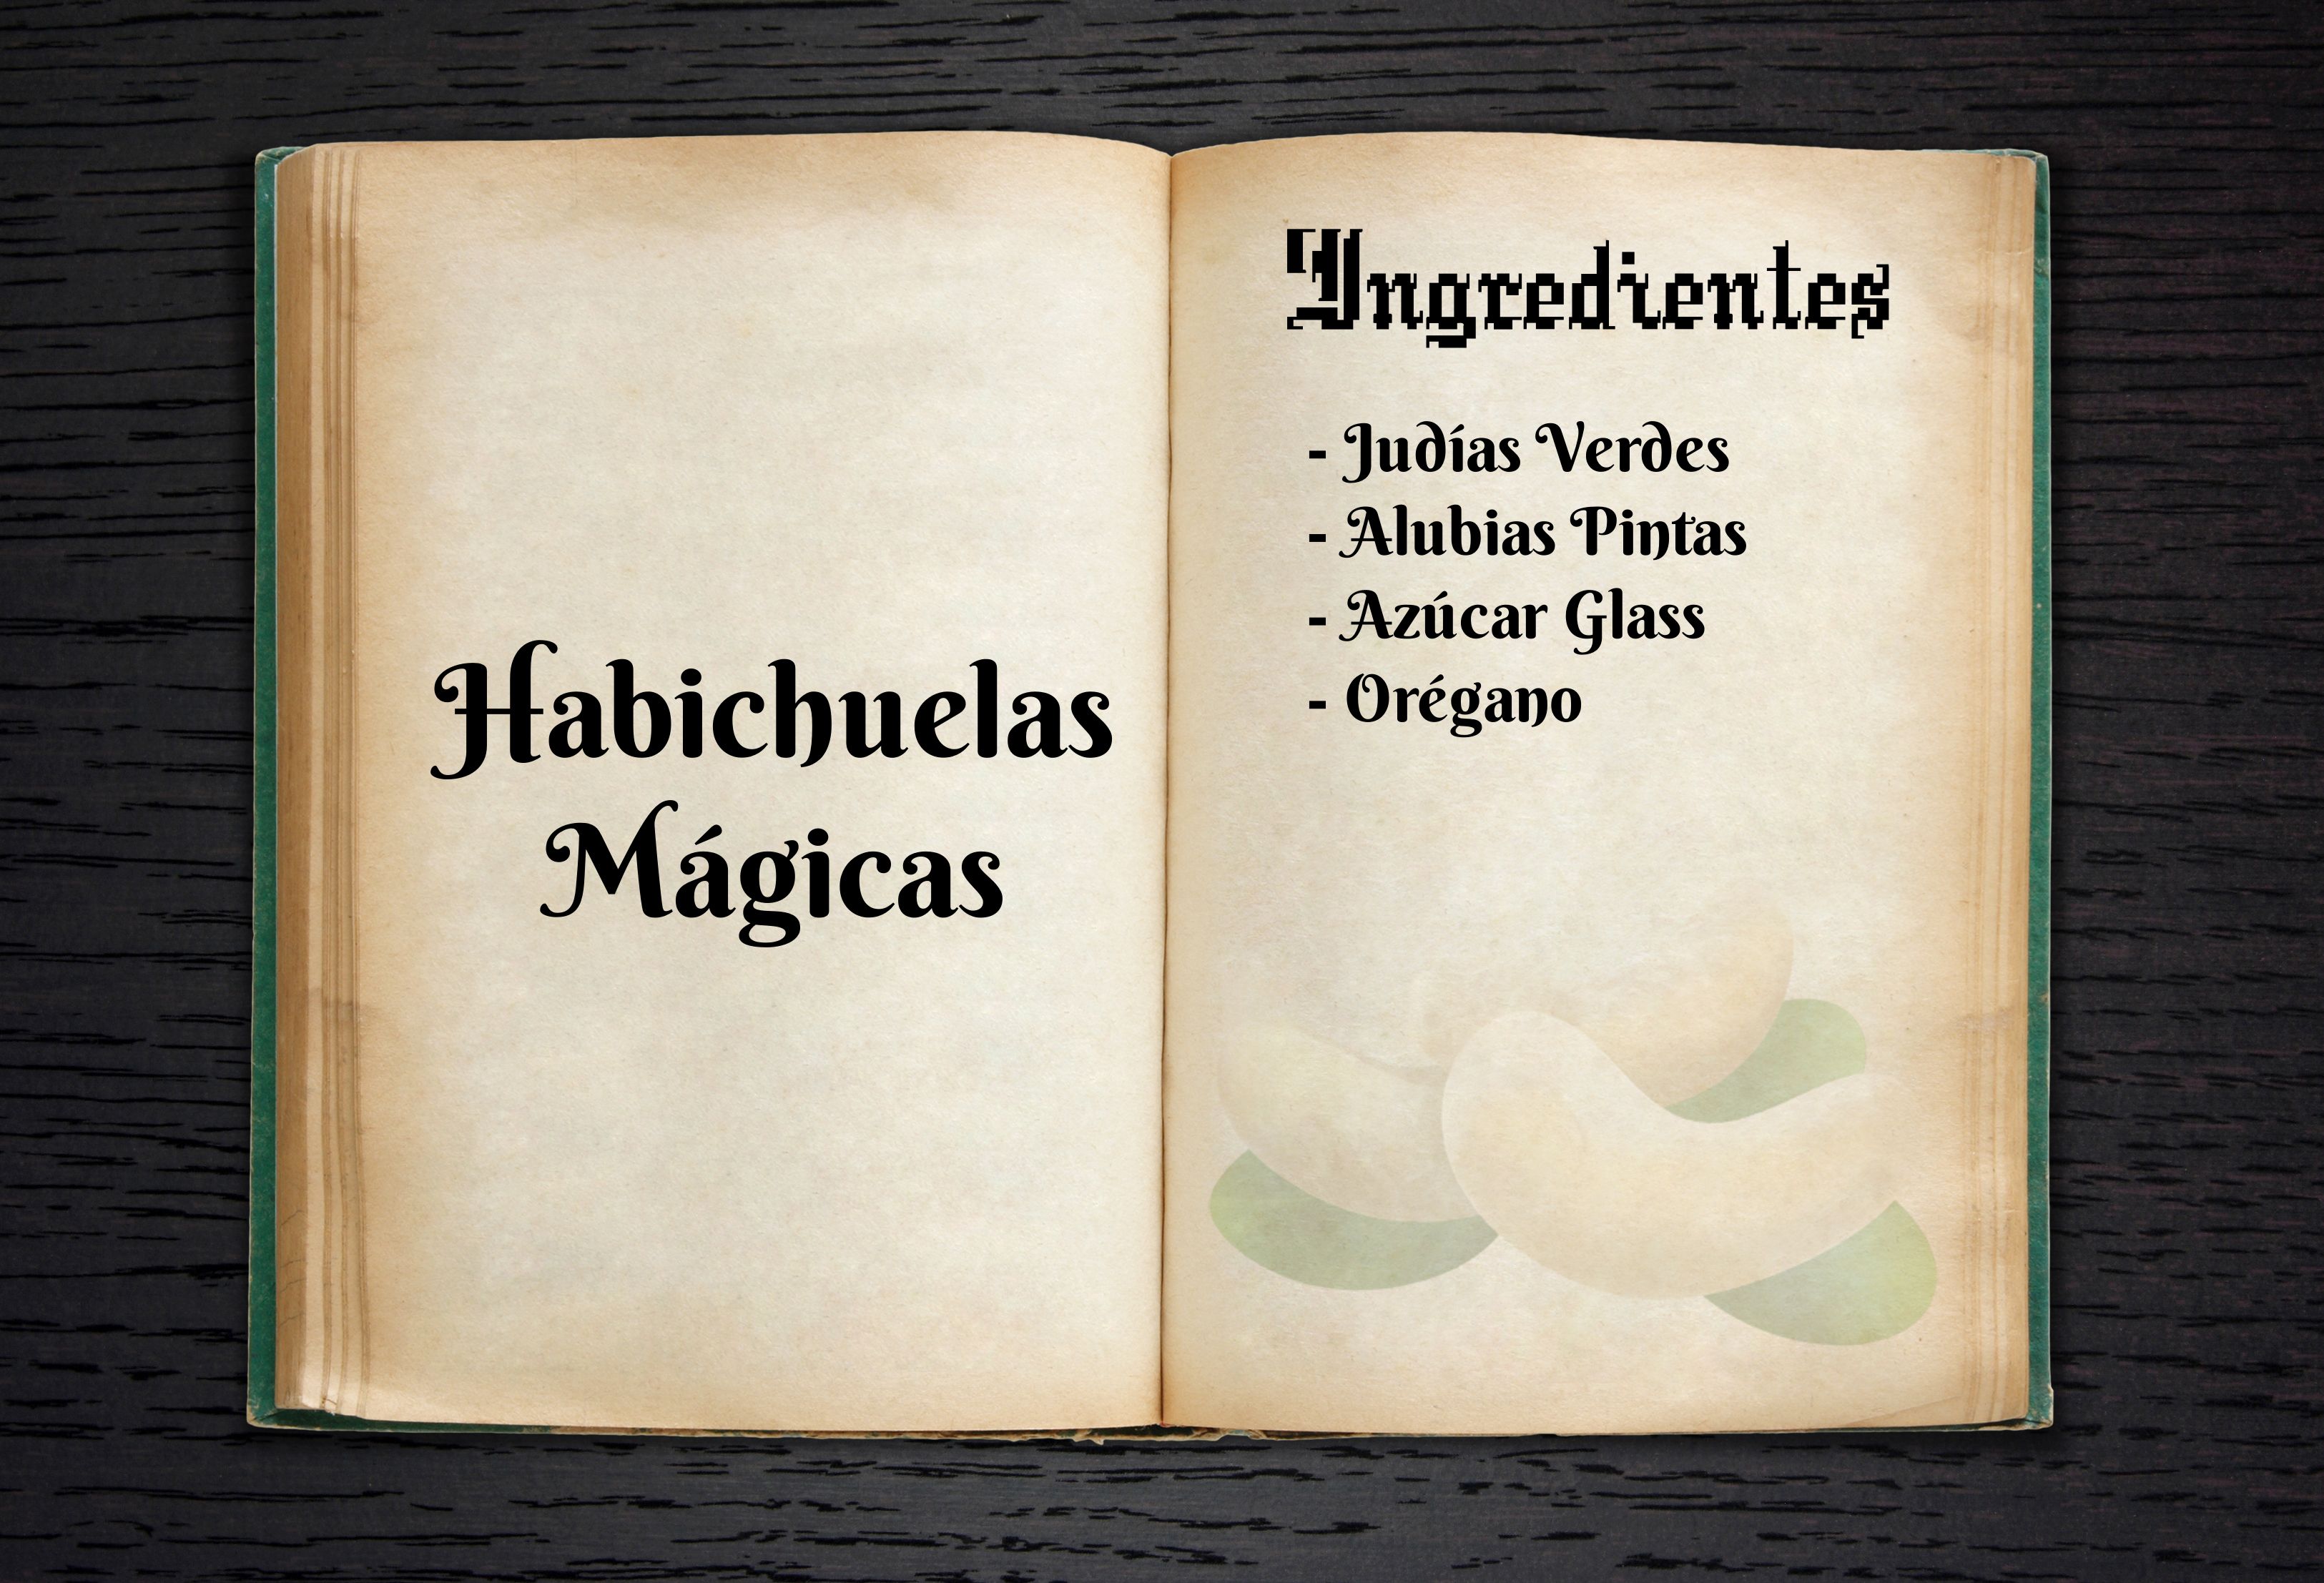 Habichuelas
Mágicas
Ingredientes
- Judías Verdes
- Alubias Pintas
- Azúcar Glass
- Orégano